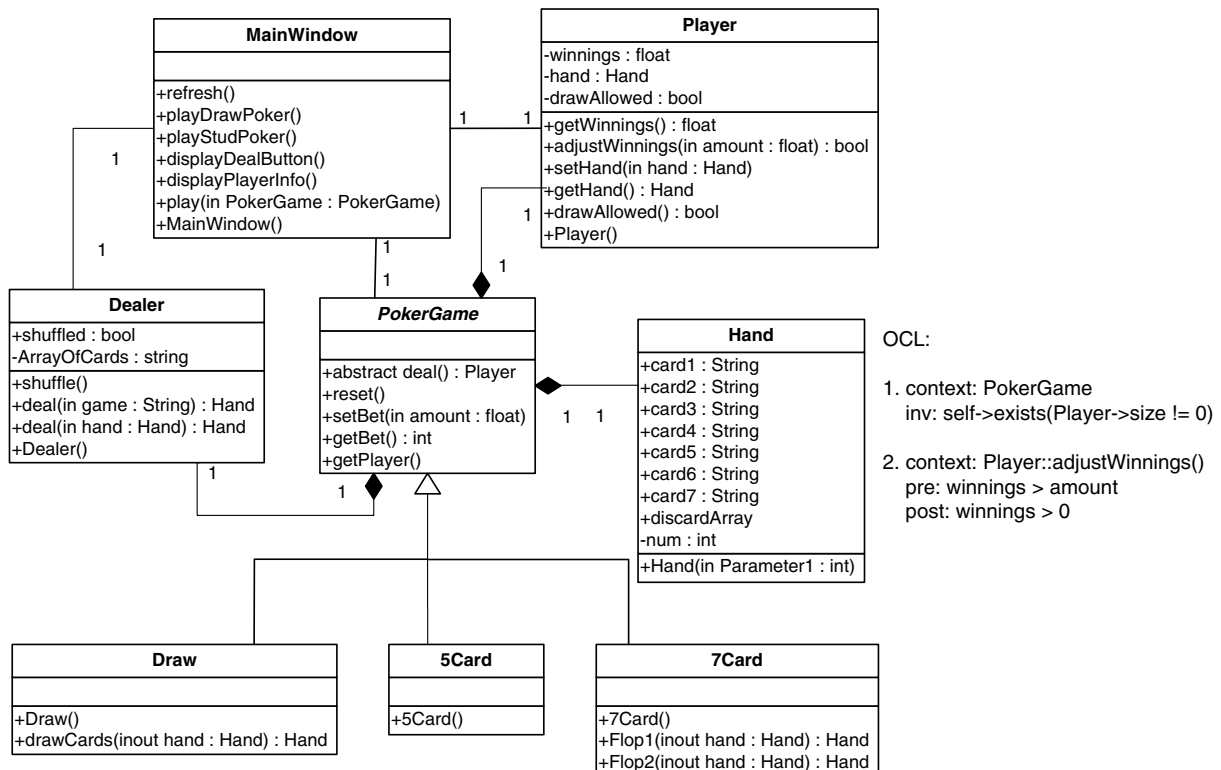 MainWindow
+refresh()
+playDrawPoker()
+playStudPoker()
+displayDealButton()
+displayPlayerInfo()
+play(in PokerGame : PokerGame)
+MainWindow()
Player
-winnings : float
-hand : Hand
-drawAllowed : bool
+getWinnings() : float
+adjustWinnings(in amount : float) : bool
+setHand(in hand : Hand)
+getHand() : Hand
+drawAllowed() : bool
+Player()
1
1
1
1
1
1
1
1
Dealer
+shuffled : bool
-ArrayOfCards : string
+shuffle()
+deal(in game : String) : Hand
+deal(in hand : Hand) : Hand
+Dealer()
1
1
PokerGame
+abstract deal() : Player
+reset()
+setBet(in amount : float)
+getBet() : int
+getPlayer()
1
1
Hand
+card1 : String
+card2 : String
+card3 : String
+card4 : String
+card5 : String
+card6 : String
+card7 : String
+discardArray
-num : int
+Hand(in Parameter1 : int)
OCL:
1. context: PokerGame
inv: self->exists(Player->size != 0)
2. context: Player::adjustWinnings()
pre: winnings > amount
post: winnings > 0
Draw
+Draw()
+drawCards(inout hand : Hand) : Hand
5Card
+5Card()
7Card
+7Card()
+Flop1(inout hand : Hand) : Hand
+Flop2(inout hand : Hand) : Hand